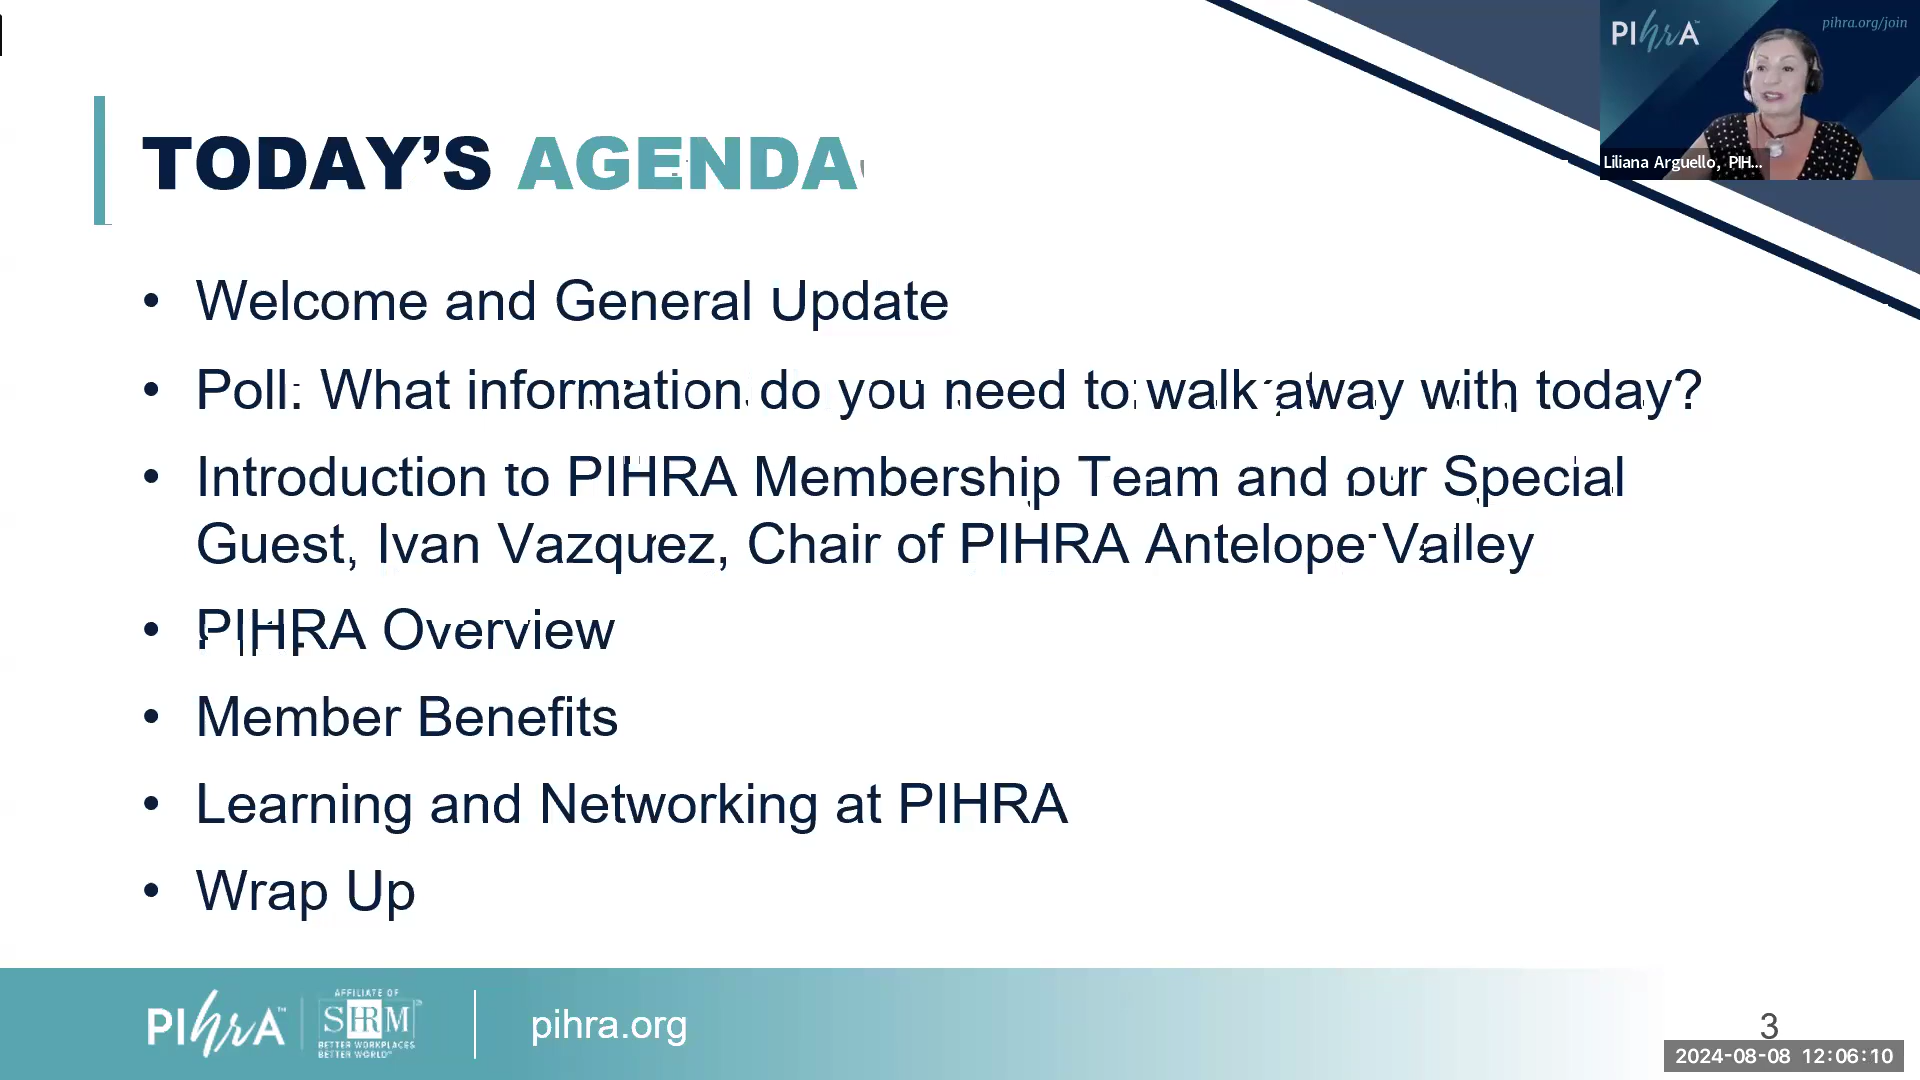 PIhrA™
pihra.org/join
Liliana Arguello, PIH...
TODAY’S AGENDA
• Welcome and General Update
• Poll: What information do you need to walk away with today?
• Introduction to PIHRA Membership Team and our Special
Guest, Ivan Vazquez, Chair of PIHRA Antelope Valley
• PIHRA Overview
• Member Benefits
• Learning and Networking at PIHRA
• Wrap Up
PIhrA™
AFFILIATE OF
SHRM
BETTER WORKPLACES
BETTER WORLD™
pihra.org
3
2024-08-08 12:06:10